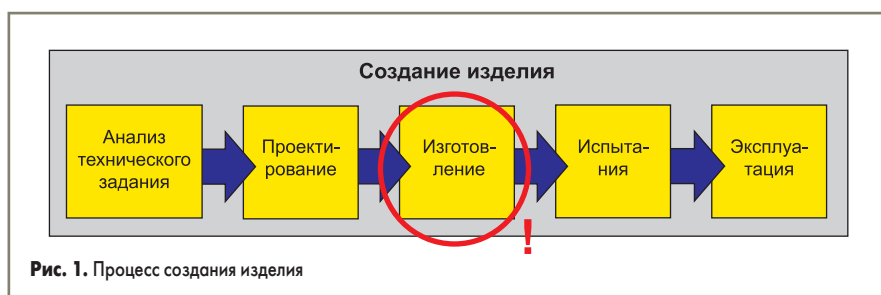 Создание изделия
Анализ
технического
задания
Проекти-
рование
Изготов-
ление
Испыта-
ния
Эксплуа-
тация
!
Рис. 1. Процесс создания изделия